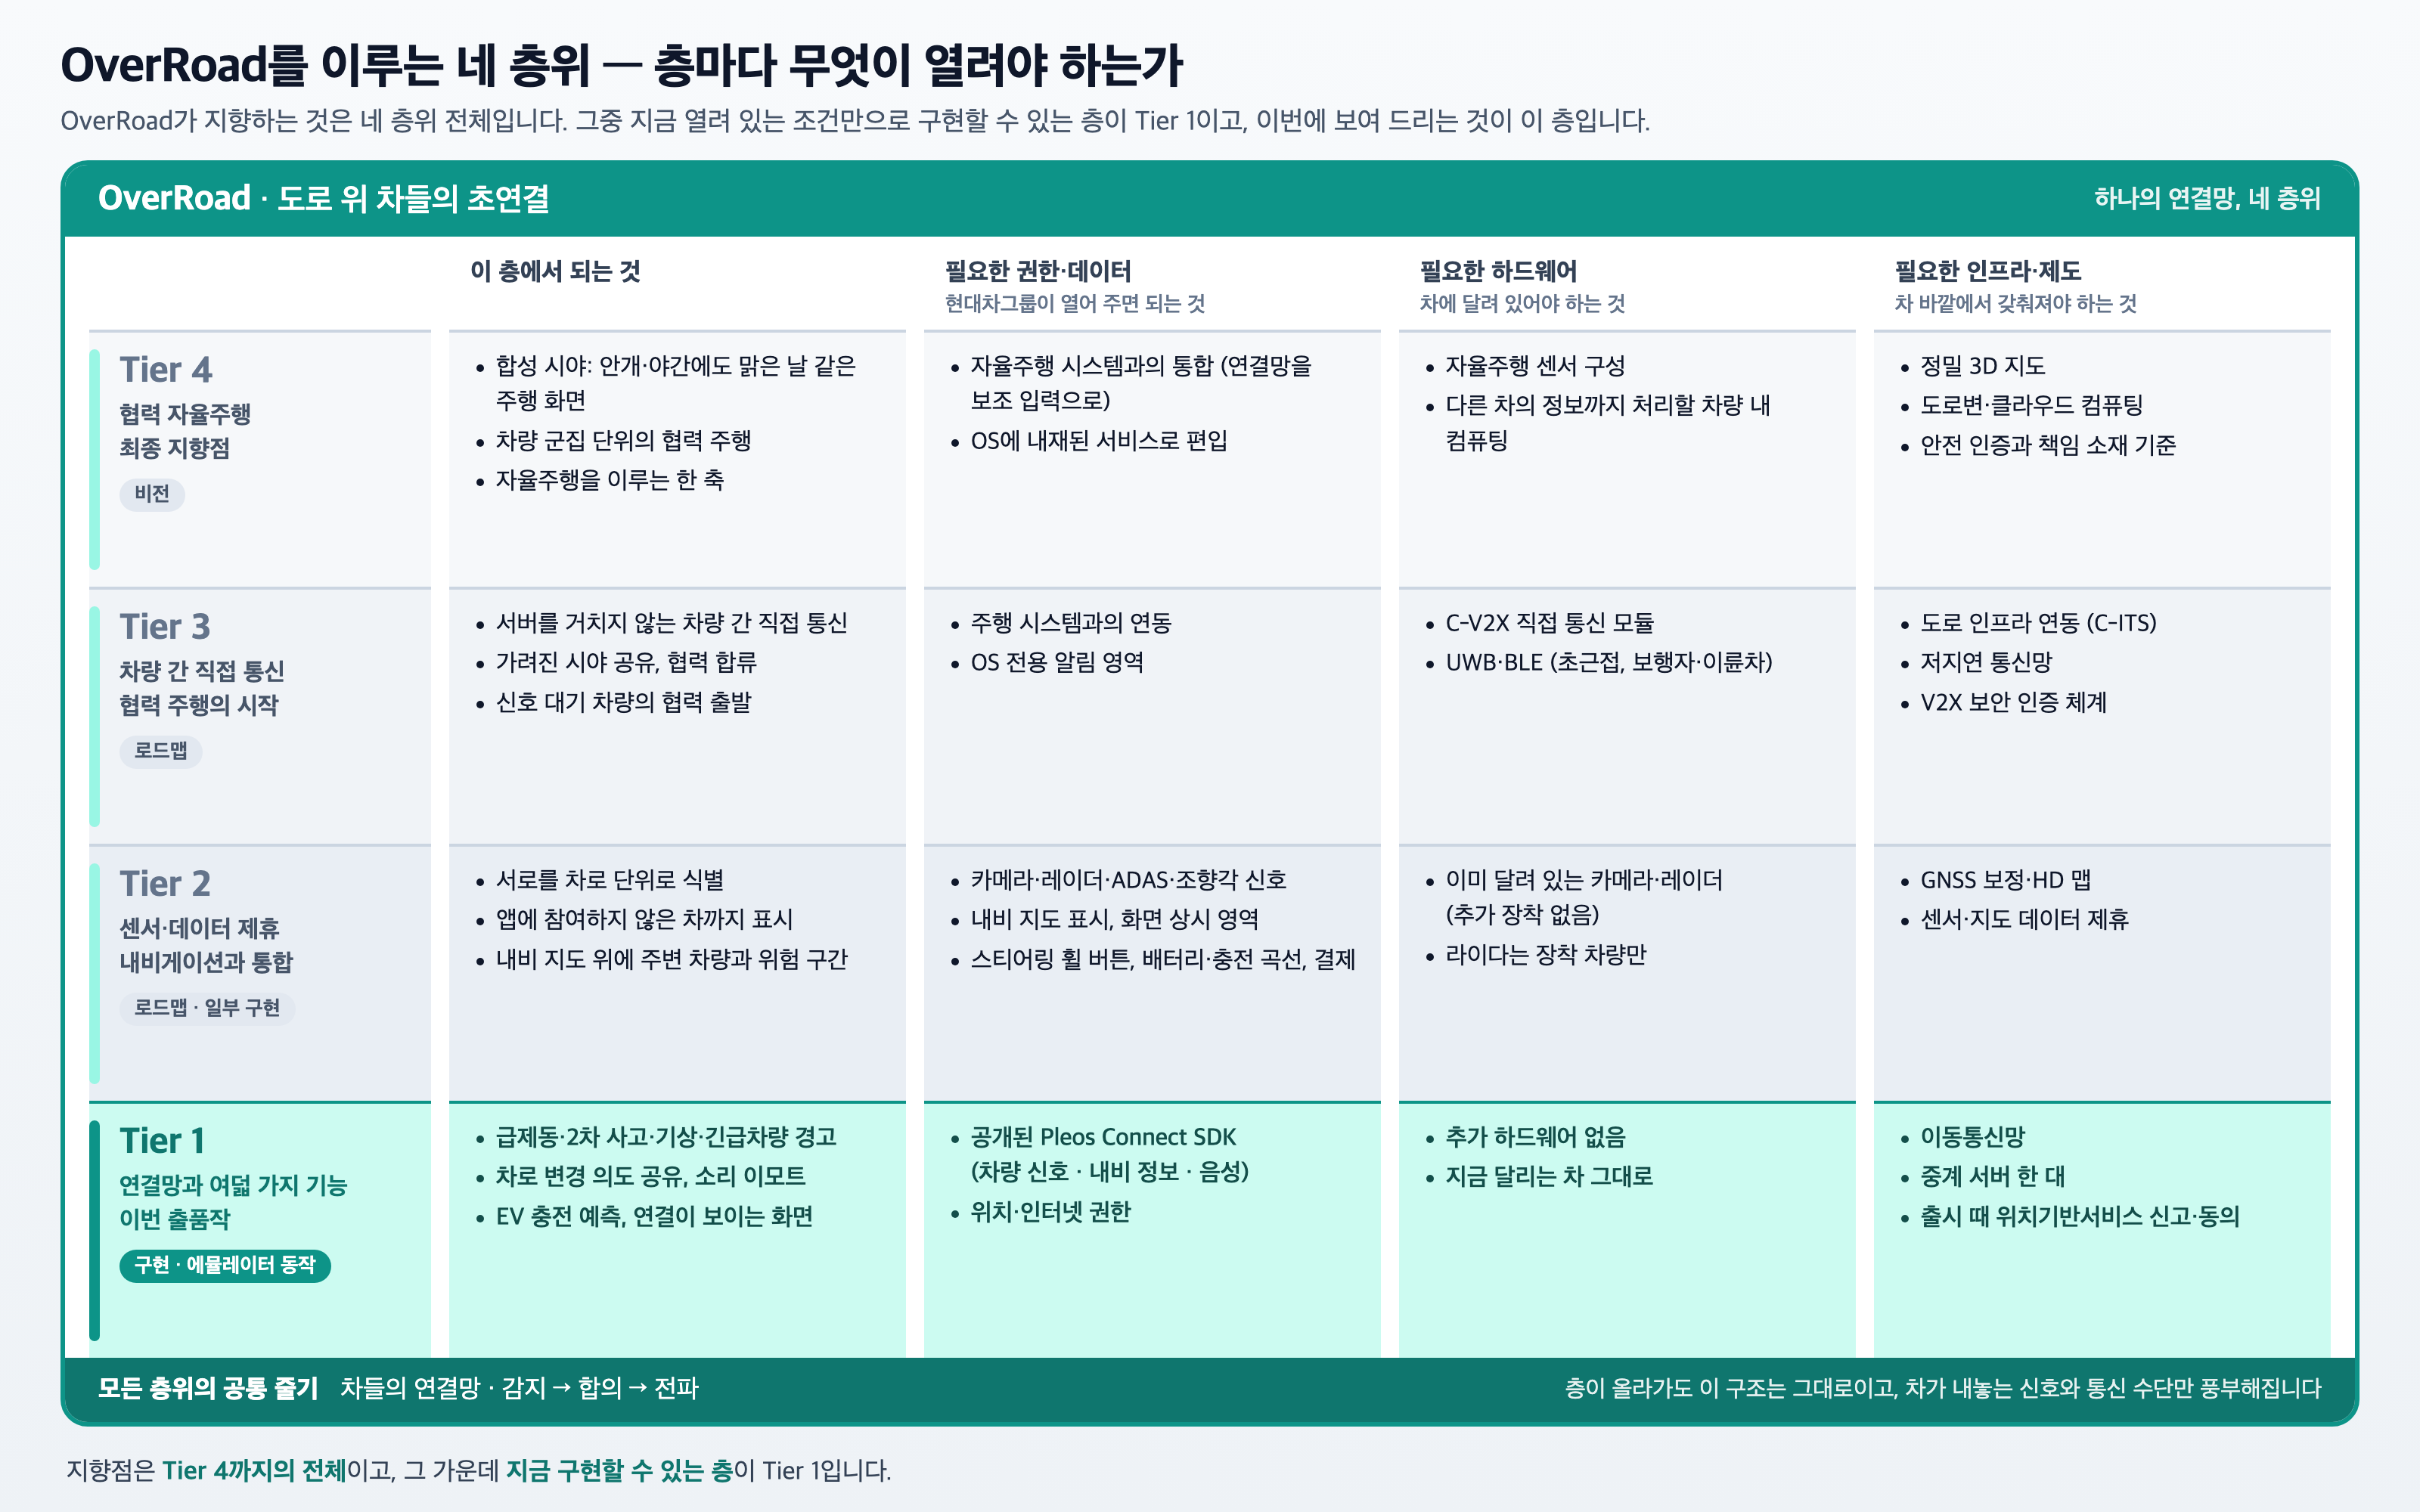 OverRoad를 이루는 네 층위 — 층마다 무엇이 열려야 하는가
OverRoad가 지향하는 것은 네 층위 전체입니다. 그중 지금 열려 있는 조건만으로 구현할 수 있는 층이 Tier 1이고, 이번에 보여 드리는 것이 이 층입니다.
OverRoad · 도로 위 차들의 초연결
하나의 연결망, 네 층위
이 층에서 되는 것
필요한 권한·데이터
현대차그룹이 열어 주면 되는 것
필요한 하드웨어
차에 달려 있어야 하는 것
필요한 인프라·제도
차 바깥에서 갖춰져야 하는 것
Tier 4
협력 자율주행
최종 지향점
비전
• 합성 시야: 안개·야간에도 맑은 날 같은
주행 화면
• 차량 군집 단위의 협력 주행
• 자율주행을 이루는 한 축
• 자율주행 시스템과의 통합 (연결망을
보조 입력으로)
• OS에 내재된 서비스로 편입
• 자율주행 센서 구성
• 다른 차의 정보까지 처리할 차량 내
컴퓨팅
• 정밀 3D 지도
• 도로변·클라우드 컴퓨팅
• 안전 인증과 책임 소재 기준
Tier 3
차량 간 직접 통신
협력 주행의 시작
로드맵
• 서버를 거치지 않는 차량 간 직접 통신
• 가려진 시야 공유, 협력 합류
• 신호 대기 차량의 협력 출발
• 주행 시스템과의 연동
• OS 전용 알림 영역
• C-V2X 직접 통신 모듈
• UWB·BLE (초근접, 보행자·이륜차)
• 도로 인프라 연동 (C-ITS)
• 저지연 통신망
• V2X 보안 인증 체계
Tier 2
센서·데이터 제휴
내비게이션과 통합
로드맵 · 일부 구현
• 서로를 차로 단위로 식별
• 앱에 참여하지 않은 차까지 표시
• 내비 지도 위에 주변 차량과 위험 구간
• 카메라·레이더·ADAS·조향각 신호
• 내비 지도 표시, 화면 상시 영역
• 스티어링 휠 버튼, 배터리·충전 곡선, 결제
• 이미 달려 있는 카메라·레이더
(추가 장착 없음)
• 라이다는 장착 차량만
• GNSS 보정·HD 맵
• 센서·지도 데이터 제휴
Tier 1
연결망과 여덟 가지 기능
이번 출품작
구현 · 에뮬레이터 동작
• 급제동·2차 사고·기상·긴급차량 경고
• 차로 변경 의도 공유, 소리 이모트
• EV 충전 예측, 연결이 보이는 화면
• 공개된 Pleos Connect SDK
(차량 신호 · 내비 정보 · 음성)
• 위치·인터넷 권한
• 추가 하드웨어 없음
• 지금 달리는 차 그대로
• 이동통신망
• 중계 서버 한 대
• 출시 때 위치기반서비스 신고·동의
모든 층위의 공통 줄기 차들의 연결망 · 감지 → 합의 → 전파
층이 올라가도 이 구조는 그대로이고, 차가 내놓는 신호와 통신 수단만 풍부해집니다
지향점은 Tier 4까지의 전체이고, 그 가운데 지금 구현할 수 있는 층이 Tier 1입니다.